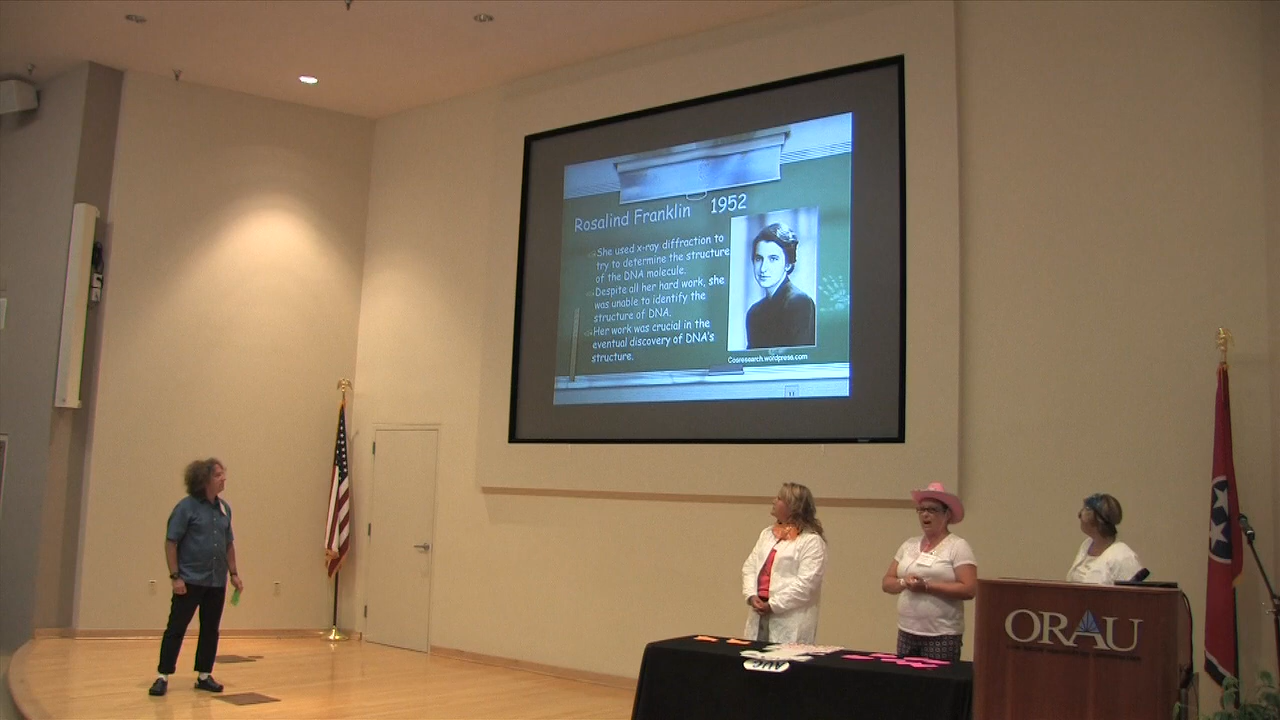 Rosalind Franklin 1952
She used x-ray diffraction to
try to determine the structure
of the DNA molecule.
Despite all her hard work, she
was unable to identify the
structure of DNA.
Her work was crucial in the
eventual discovery of DNA's
structure.
Cosresearch.wordpress.com
AUG
ORAU